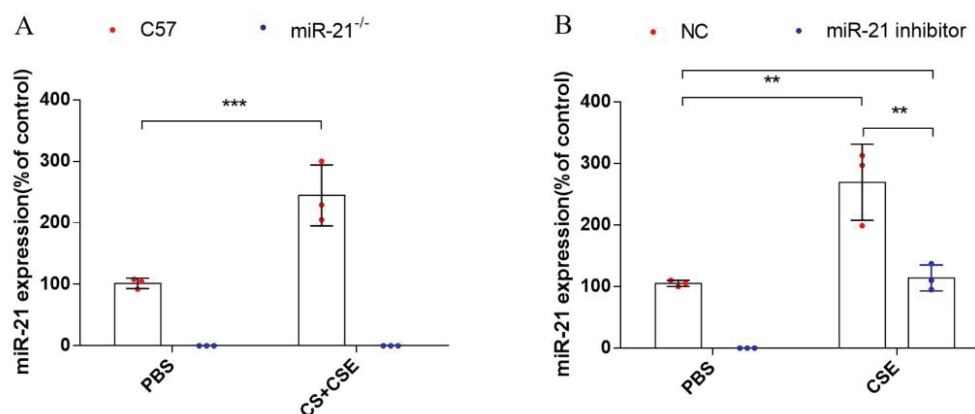 A
C57
miR-21-/-
miR-21 expression(% of control)
400
300
200
100
0
***
PBS
CS+CSE
B
NC
miR-21 inhibitor
miR-21 expression(% of control)
400
300
200
100
0
**
**
PBS
CSE